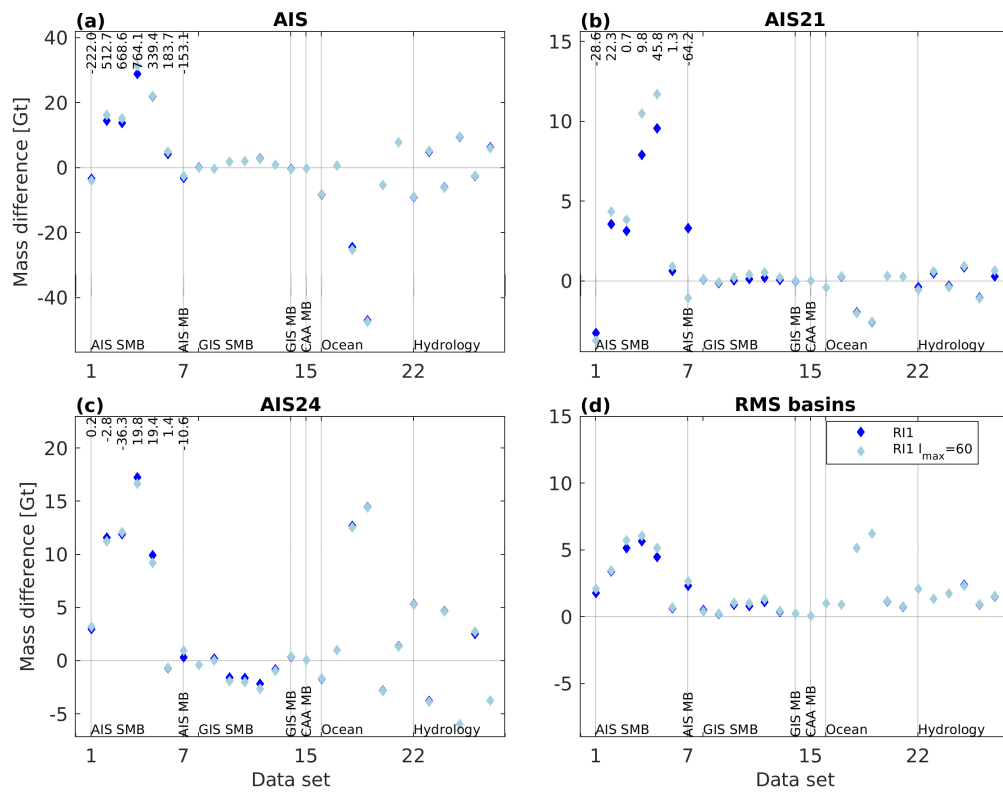 (a) AIS
-222.0 512.7 668.6 764.1 339.4 183.7 -153.1
40
20
0
-20
-40
Mass difference [Gt]
AIS SMB AIS MB GIS SMB GIS MB CAA MB Ocean Hydrology
1 7 15 22
(b) AIS21
-28.6 22.3 0.7 9.8 45.8 1.3 -64.2
15
10
5
0
AIS SMB AIS MB GIS SMB GIS MB CAA MB Ocean Hydrology
1 7 15 22
(c) AIS24
0.2 -2.8 -36.3 19.8 19.4 1.4 -10.6
20
15
10
5
0
-5
Mass difference [Gt]
AIS SMB AIS MB GIS SMB GIS MB CAA MB Ocean Hydrology
1 7 15 22
Data set
(d) RMS basins
15
10
5
0
-5
RI1
RI1 lmax=60
AIS SMB AIS MB GIS SMB GIS MB CAA MB Ocean Hydrology
1 7 15 22
Data set